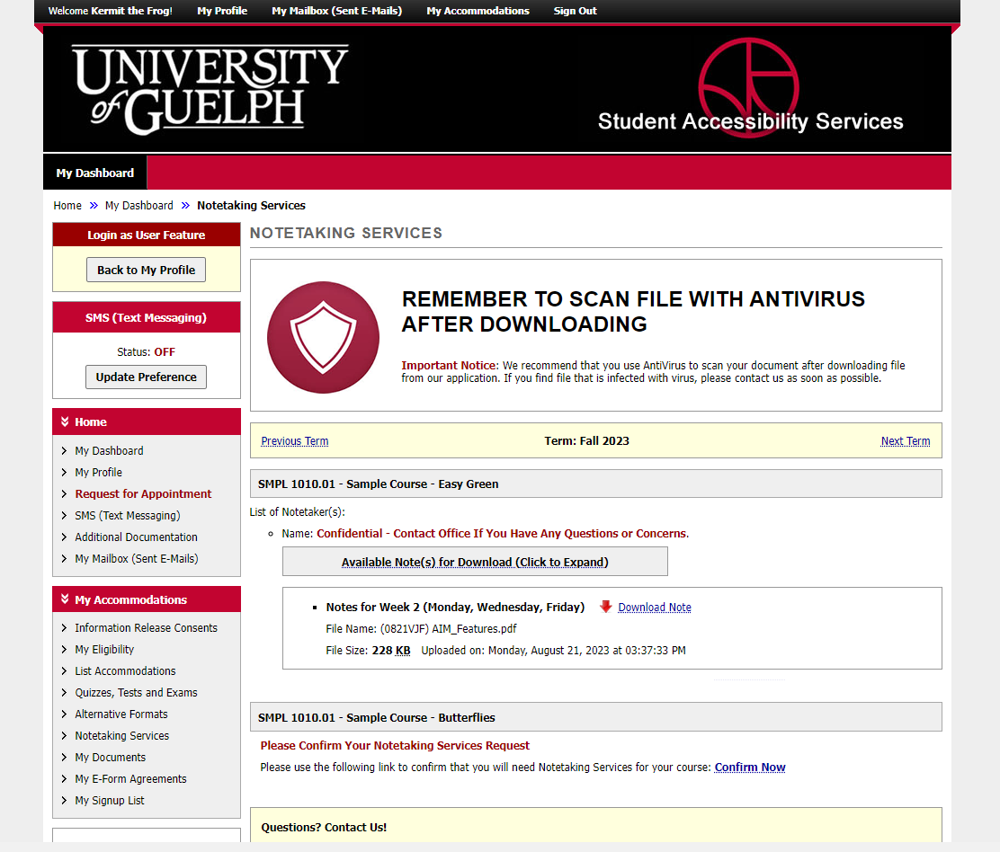 Welcome Kermit the Frog! My Profile My Mailbox (Sent E-Mails) My Accommodations Sign Out
UNIVERSITY
of GUELPH
Student Accessibility Services
My Dashboard
Home » My Dashboard » Notetaking Services
Login as User Feature
Back to My Profile
SMS (Text Messaging)
Status: OFF
Update Preference
Home
My Dashboard
My Profile
Request for Appointment
SMS (Text Messaging)
Additional Documentation
My Mailbox (Sent E-Mails)
My Accommodations
Information Release Consents
My Eligibility
List Accommodations
Quizzes, Tests and Exams
Alternative Formats
Notetaking Services
My Documents
My E-Form Agreements
My Signup List
NOTETAKING SERVICES
REMEMBER TO SCAN FILE WITH ANTIVIRUS
AFTER DOWNLOADING
Important Notice: We recommend that you use AntiVirus to scan your document after downloading file
from our application. If you find file that is infected with virus, please contact us as soon as possible.
Previous Term Term: Fall 2023 Next Term
SMPL 1010.01 - Sample Course - Easy Green
List of Notetaker(s):
Name: Confidential - Contact Office If You Have Any Questions or Concerns.
Available Note(s) for Download (Click to Expand)
Notes for Week 2 (Monday, Wednesday, Friday) Download Note
File Name: (0821VJF) AIM_Features.pdf
File Size: 228 KB Uploaded on: Monday, August 21, 2023 at 03:37:33 PM
SMPL 1010.01 - Sample Course - Butterflies
Please Confirm Your Notetaking Services Request
Please use the following link to confirm that you will need Notetaking Services for your course: Confirm Now
Questions? Contact Us!